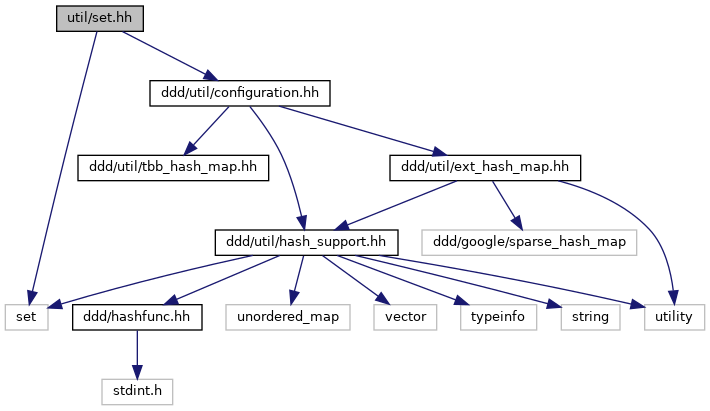 util/set.hh
ddd/util/configuration.hh
ddd/util/tbb_hash_map.hh
ddd/util/ext_hash_map.hh
ddd/util/hash_support.hh
ddd/google/sparse_hash_map
set
ddd/hashfunc.hh
unordered_map
vector
typeinfo
string
utility
stdint.h